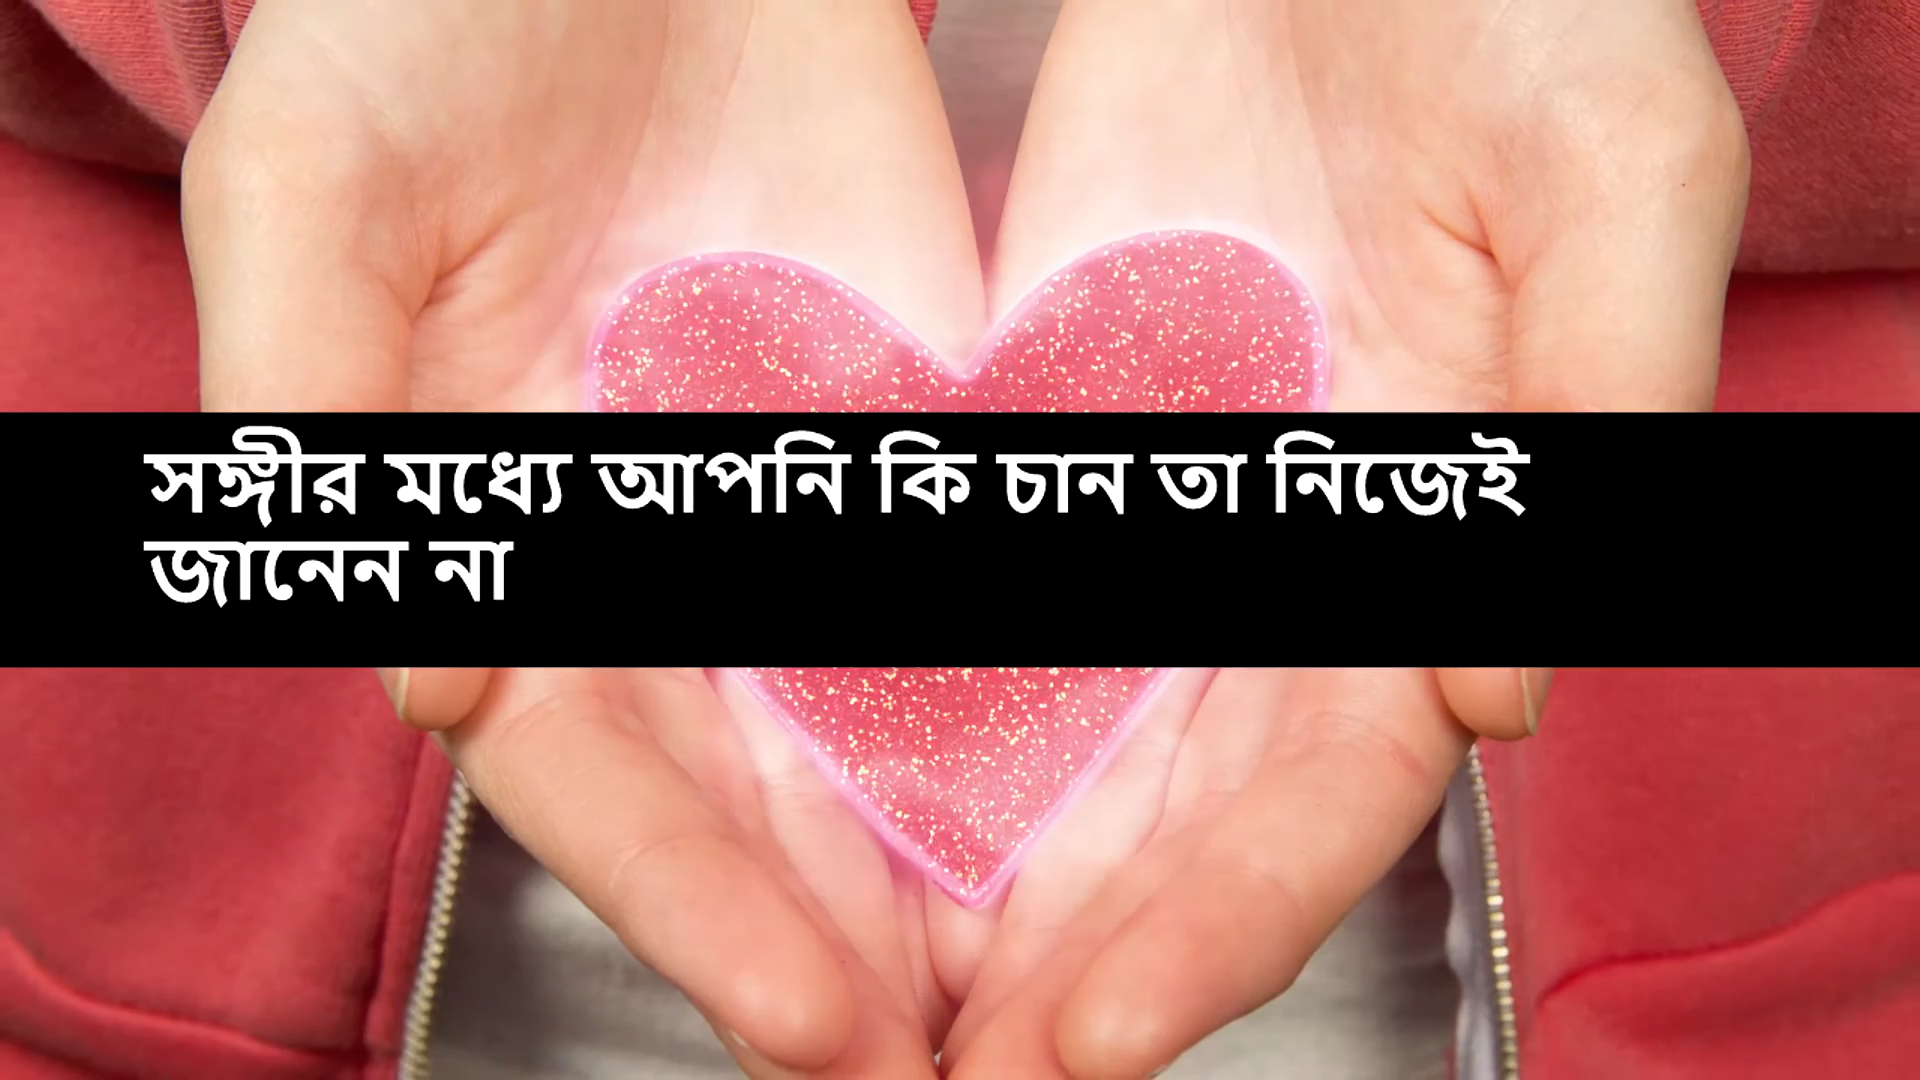 সঙ্গীর মধ্যে আপনি কি চান তা নিজেই
জানেন না